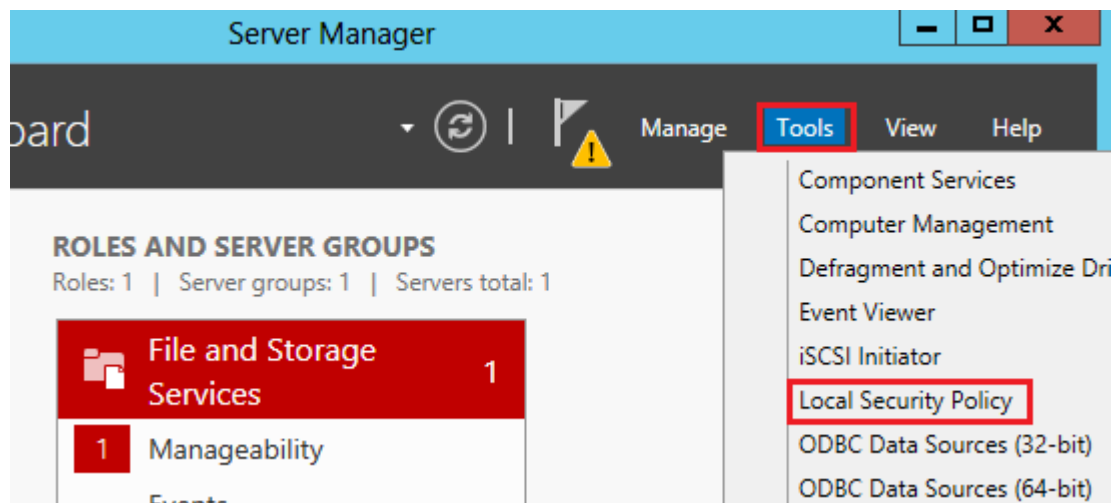 Server Manager
Manage Tools View Help
Component Services
Computer Management
Defragment and Optimize
Event Viewer
iSCSI Initiator
Local Security Policy
ODBC Data Sources (32-bit)
ODBC Data Sources (64-bit)
ROLES AND SERVER GROUPS
Roles: 1 | Server groups: 1 | Servers total: 1
File and Storage
Services
1
1 Manageability